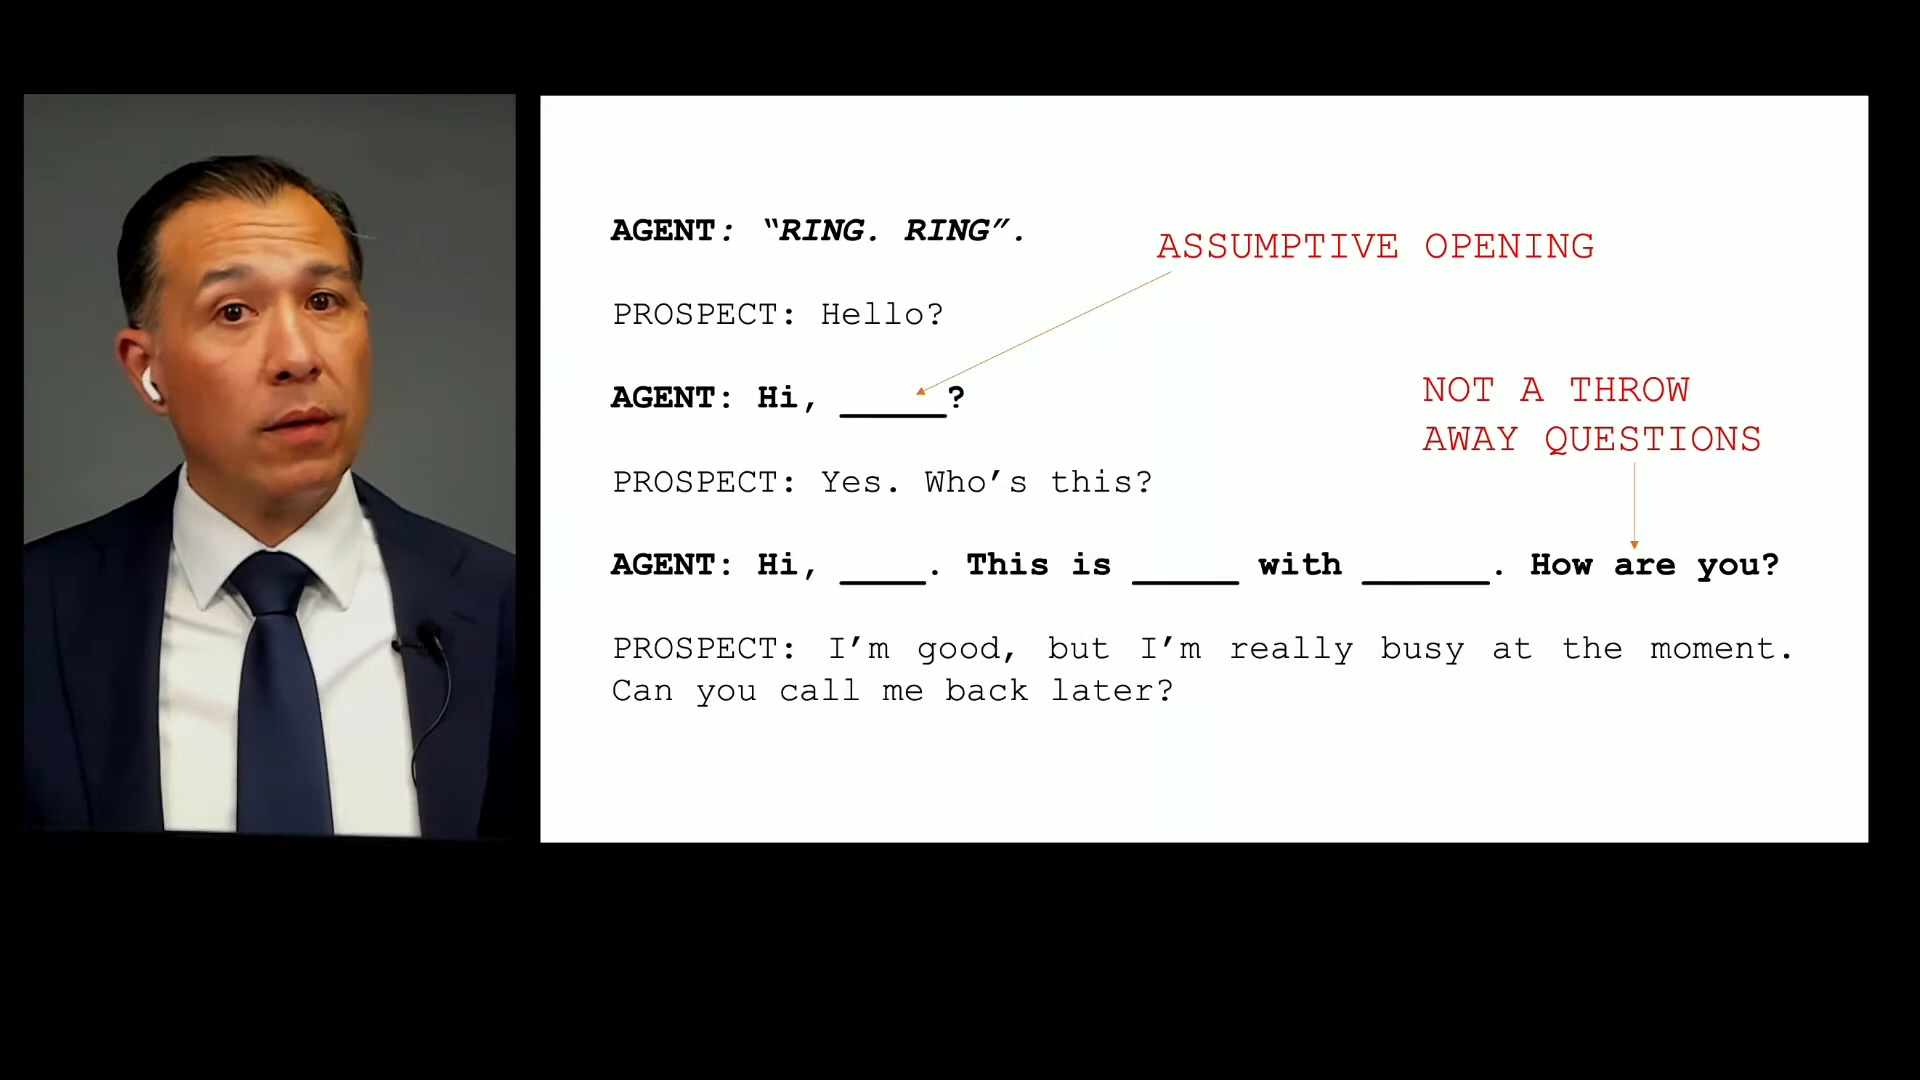 AGENT: “RING. RING”.
ASSUMPTIVE OPENING
PROSPECT: Hello?
AGENT: Hi, _____?
NOT A THROW
AWAY QUESTIONS
PROSPECT: Yes. Who’s this?
AGENT: Hi, ____. This is _____ with ______. How are you?
PROSPECT: I’m good, but I’m really busy at the moment.
Can you call me back later?